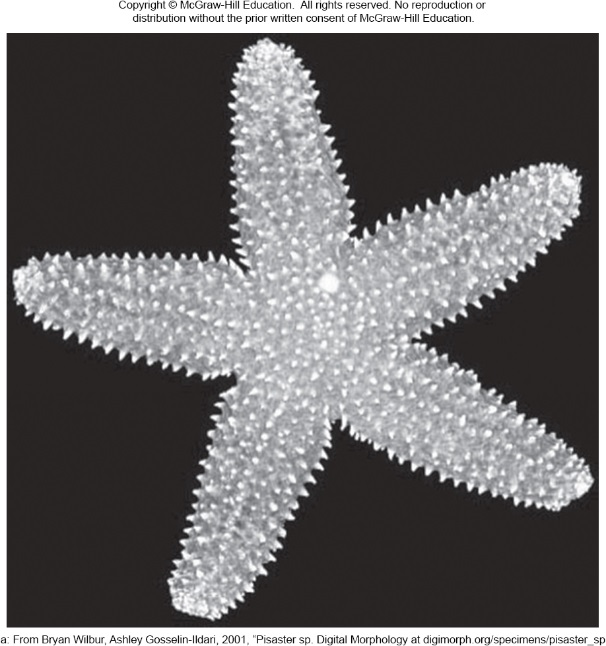 Copyright © McGraw-Hill Education. All rights reserved. No reproduction or
distribution without the prior written consent of McGraw-Hill Education.
a: From Bryan Wilbur, Ashley Gosselin-Ildari, 2001, "Pisaster sp. Digital Morphology at digimorph.org/specimens/pisaster_sp